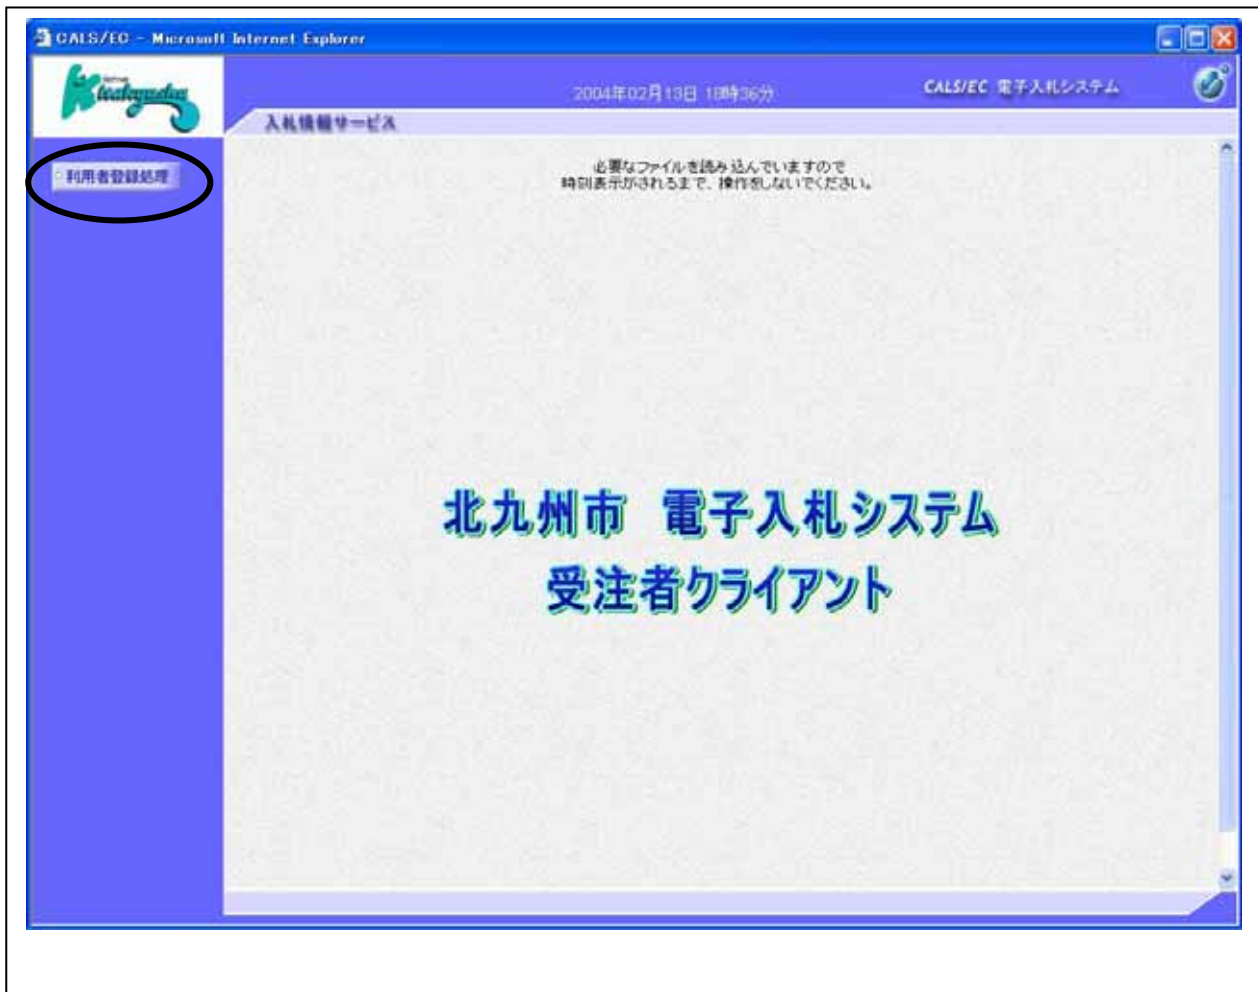 CALS/EC - Microsoft Internet Explorer
2004年02月13日 18時36分
CALS/EC 電子入札システム
入札情報サービス
利用者登録処理
必要なファイルを読み込んでいますので
時刻表示がされるまで、操作をしないでください。
北九州市 電子入札システム
受注者クライアント